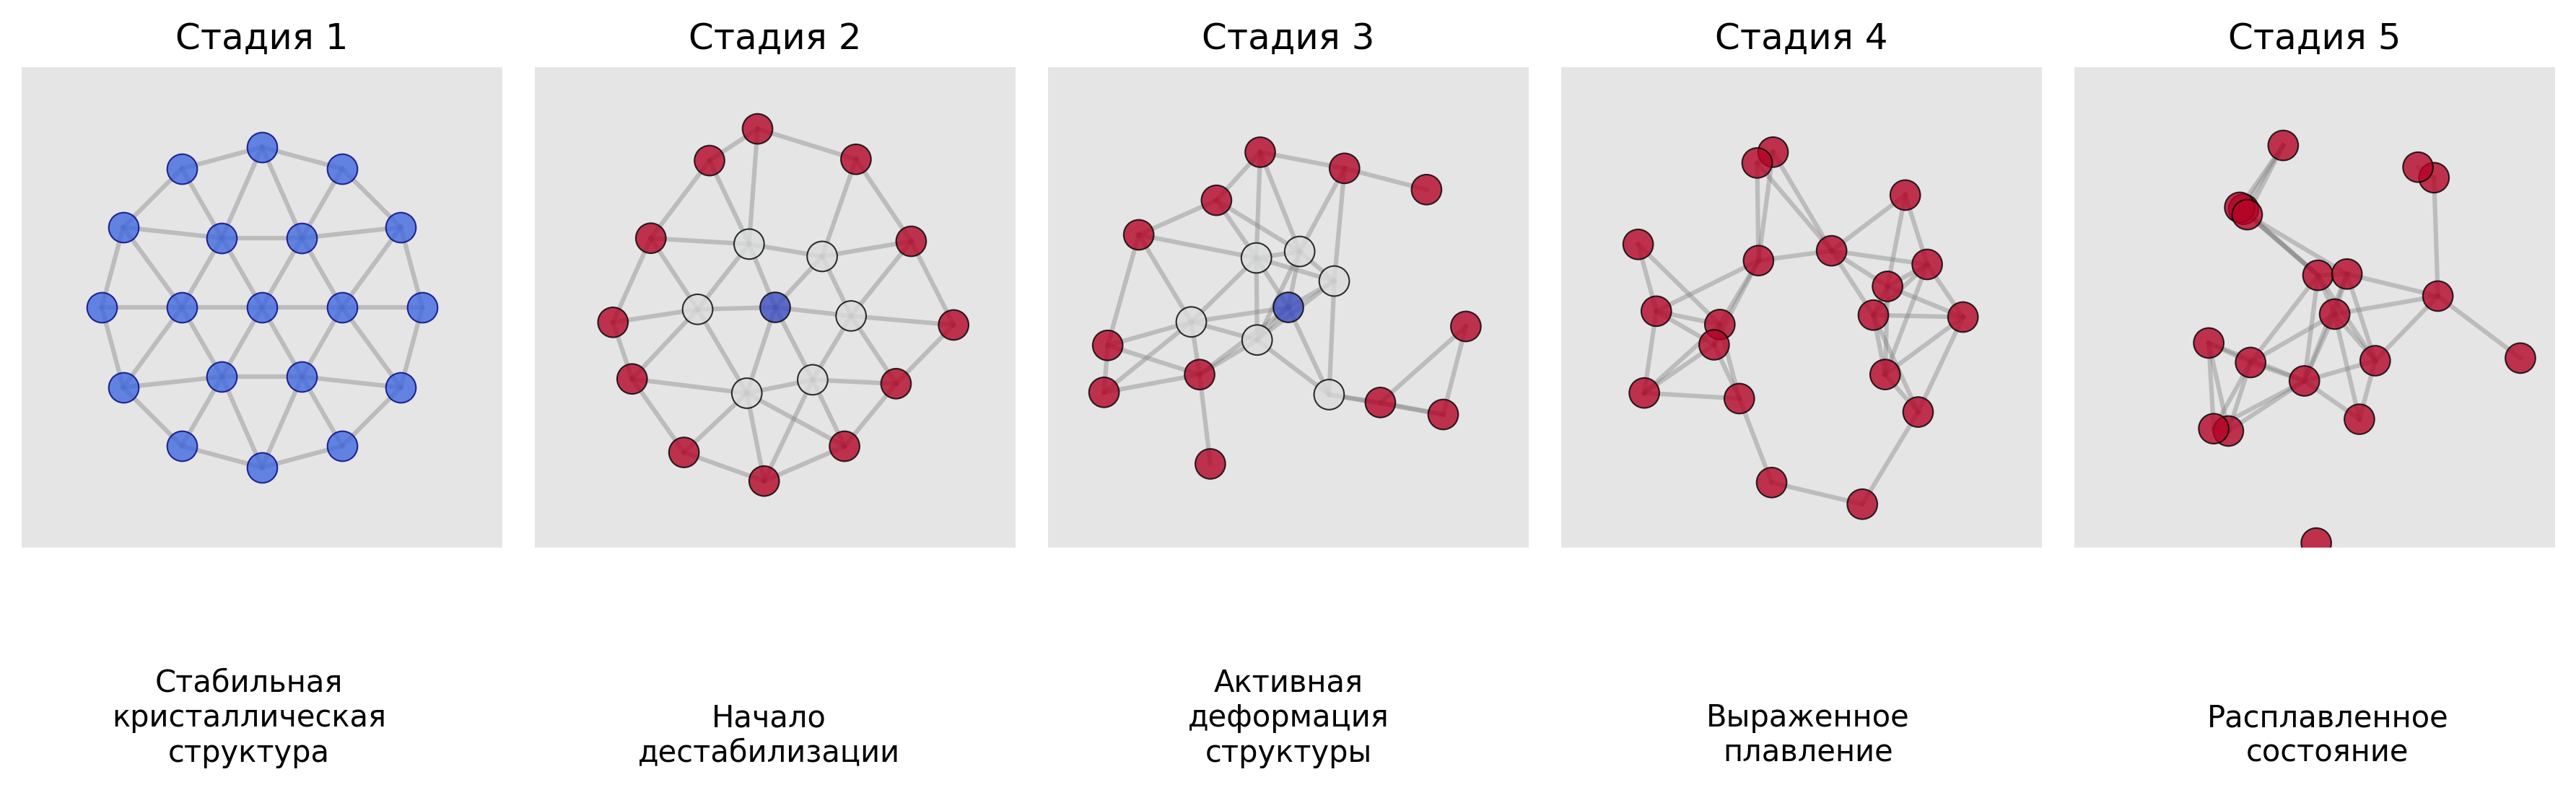 Стадия 1
Стадия 2
Стадия 3
Стадия 4
Стадия 5
Стабильная
кристаллическая
структура
Начало
дестабилизации
Активная
деформация
структуры
Выраженное
плавление
Расплавленное
состояние